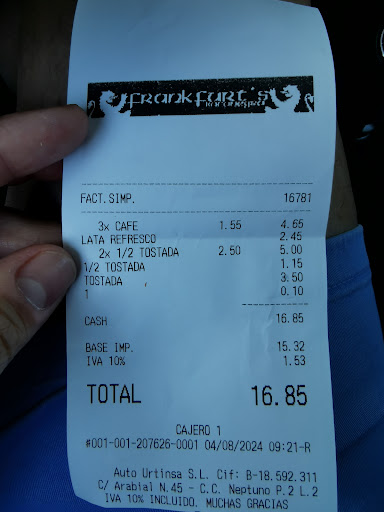 Frankfurt's
FACT.SIMP. 16781
3x CAFE 1.55 4.65
LATA REFRESCO 2.45
2x 1/2 TOSTADA 2.50 5.00
1/2 TOSTADA 1.15
TOSTADA 3.50
1 0.10
CASH 16.85
BASE IMP. 15.32
IVA 10% 1.53
TOTAL 16.85
CAJERO 1
#001-001-207626-0001 04/08/2024 09:21-R
Auto Urtinsa S.L. Cif: B-18.592.311
C/ Arabial N.45 - C.C. Neptuno P.2 L.2
IVA 10% INCLUIDO, MUCHAS GRACIAS